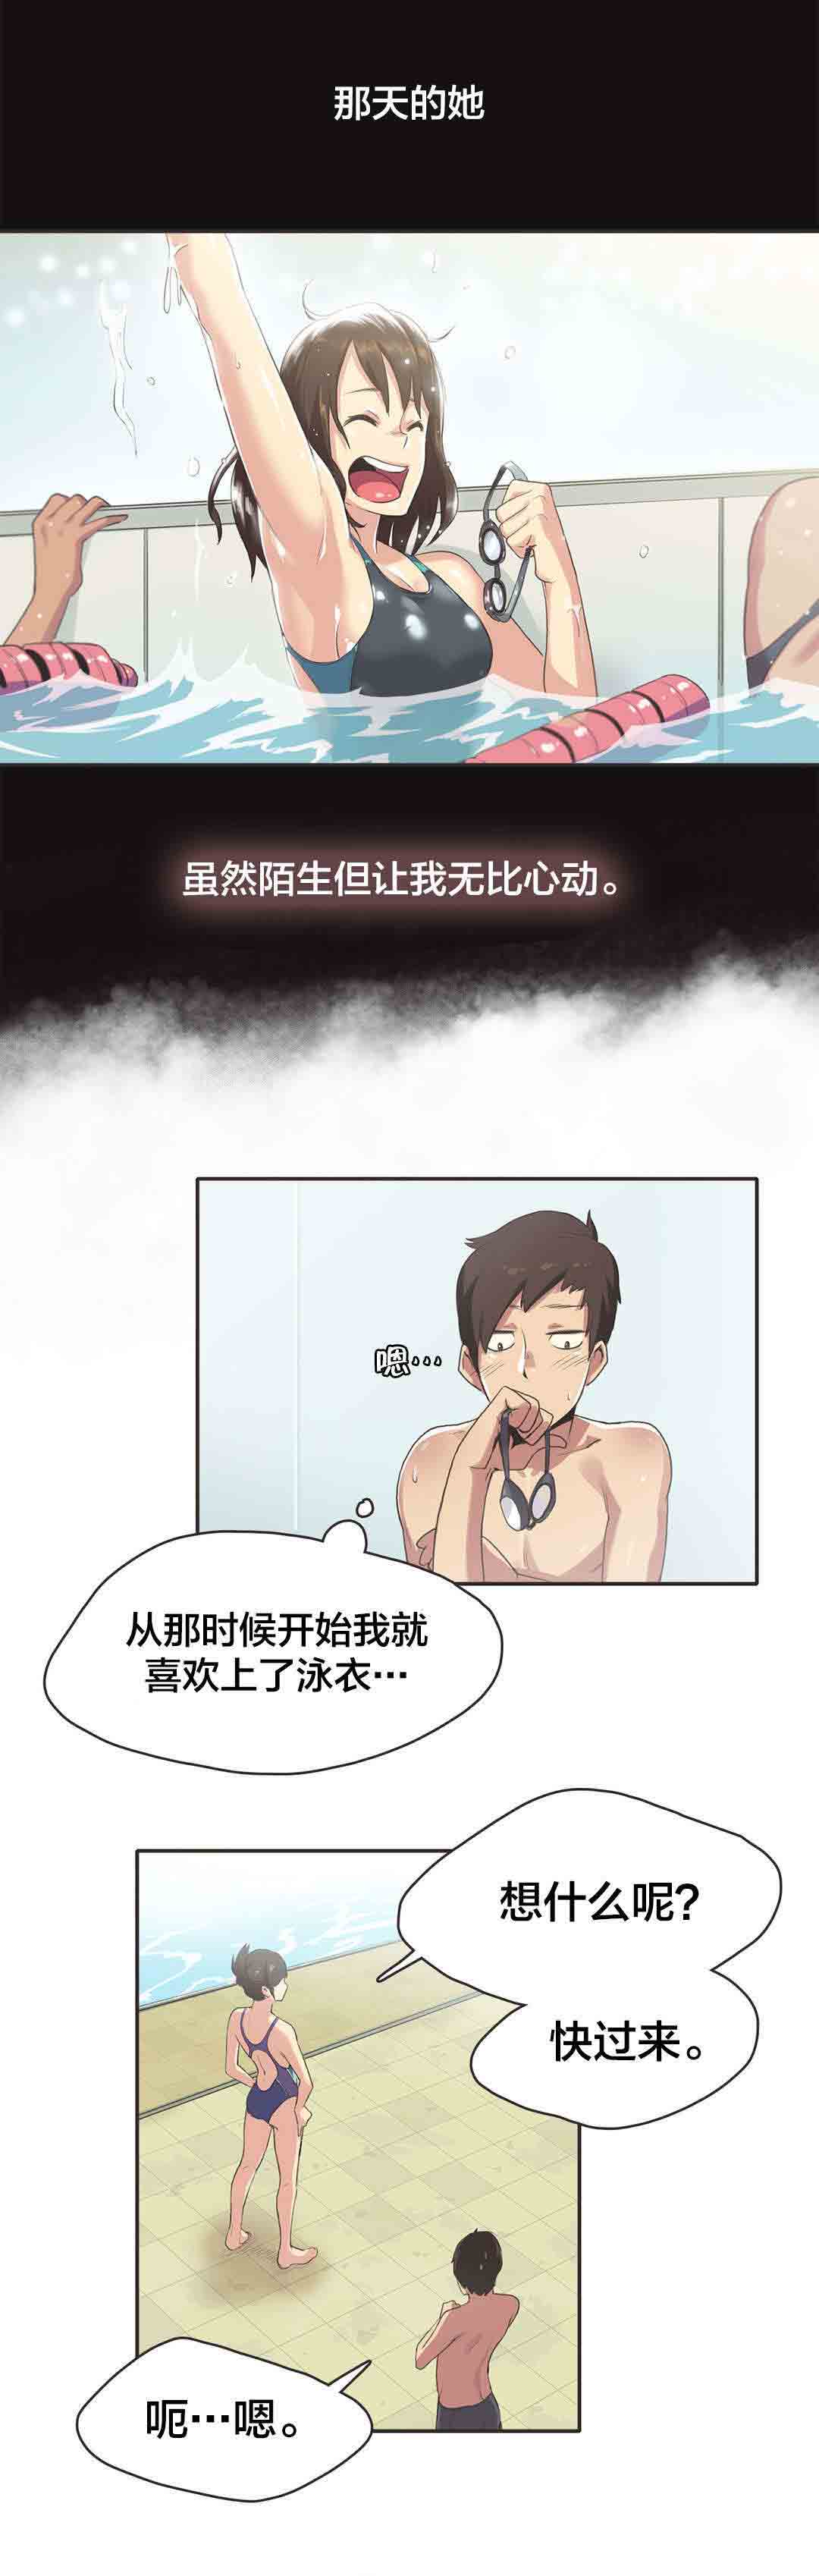 那天的她
虽然陌生但让我无比心动。
嗯…
从那时候开始我就
喜欢上了泳衣…
想什么呢?
快过来。
呃…嗯。